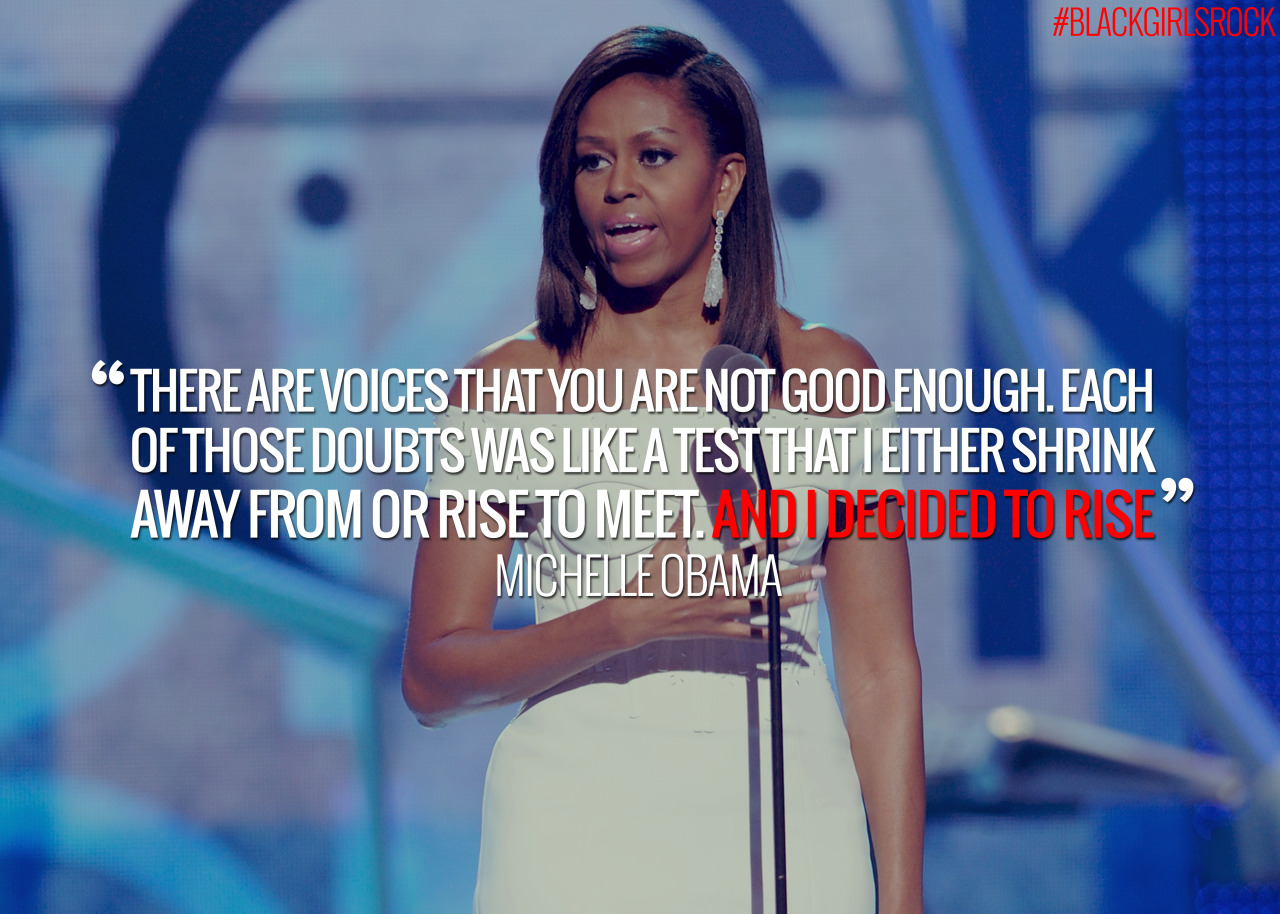 #BLACKGIRLSROCK
“THERE ARE VOICES THAT YOU ARE NOT GOOD ENOUGH. EACH
OF THOSE DOUBTS WAS LIKE A TEST THAT I EITHER SHRINK
AWAY FROM OR RISE TO MEET. AND I DECIDED TO RISE”
MICHELLE OBAMA